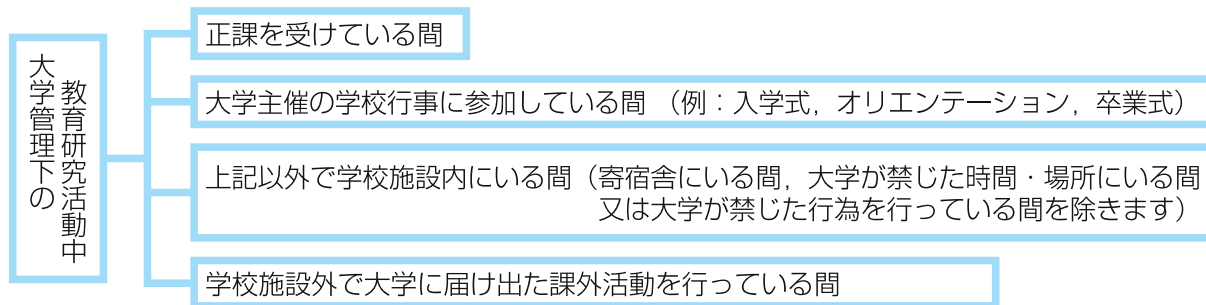 大学管理下の
教育研究活動中
正課を受けている間
大学主催の学校行事に参加している間 （例：入学式，オリエンテーション，卒業式）
上記以外で学校施設内にいる間（寄宿舎にいる間，大学が禁じた時間・場所にいる間
又は大学が禁じた行為を行っている間を除きます）
学校施設外で大学に届け出た課外活動を行っている間